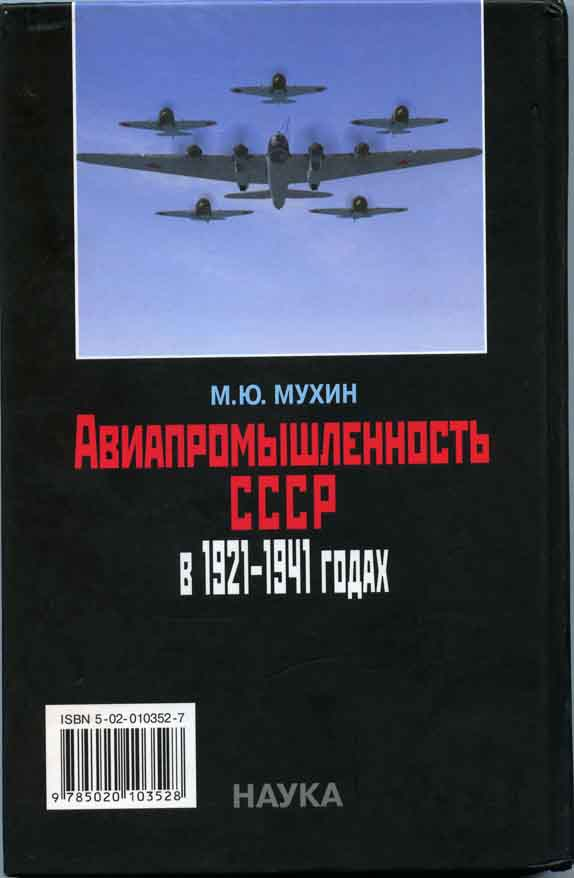 М.Ю. МУХИН
АВИАПРОМЫШЛЕННОСТЬ
СССР
В 1921-1941 ГОДАХ
ISBN 5-02-010352-7
9 785020 103528
НАУКА